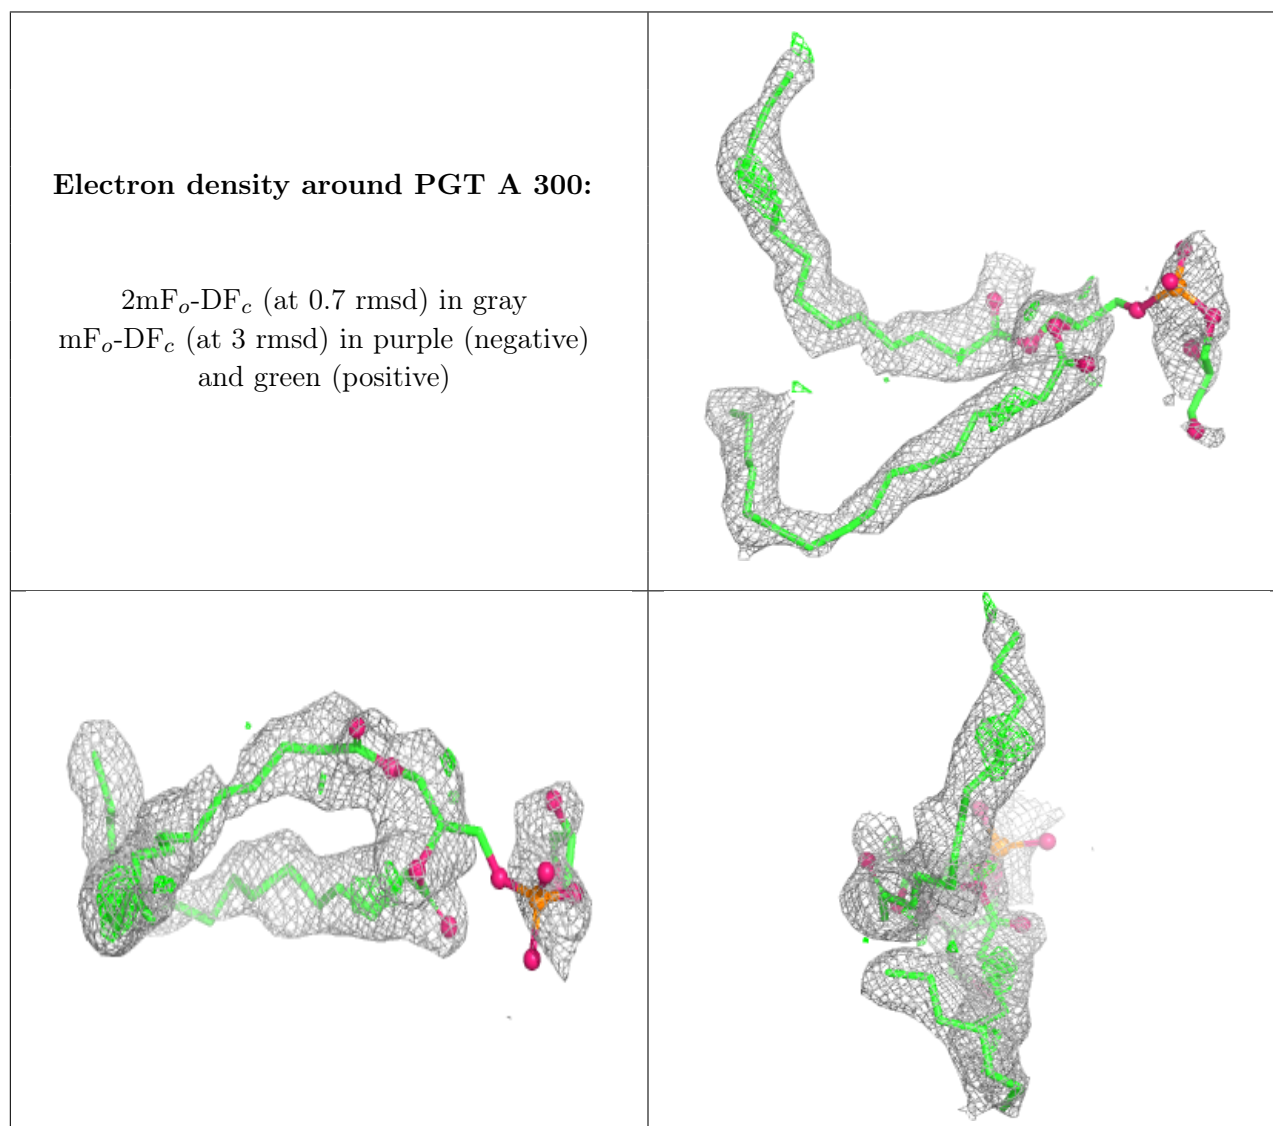 Electron density around PGT A 300:
2mFo-DFc (at 0.7 rmsd) in gray
mFo-DFc (at 3 rmsd) in purple (negative)
and green (positive)